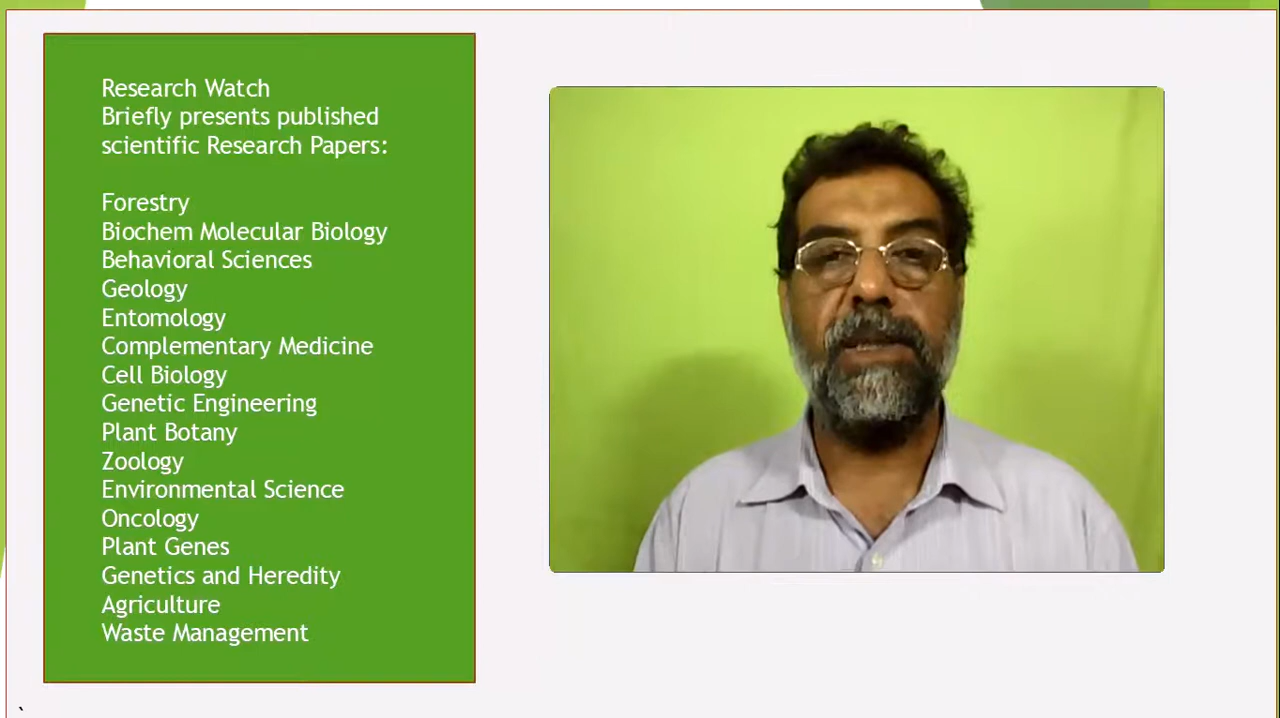 Research Watch
Briefly presents published
scientific Research Papers:
Forestry
Biochem Molecular Biology
Behavioral Sciences
Geology
Entomology
Complementary Medicine
Cell Biology
Genetic Engineering
Plant Botany
Zoology
Environmental Science
Oncology
Plant Genes
Genetics and Heredity
Agriculture
Waste Management
`